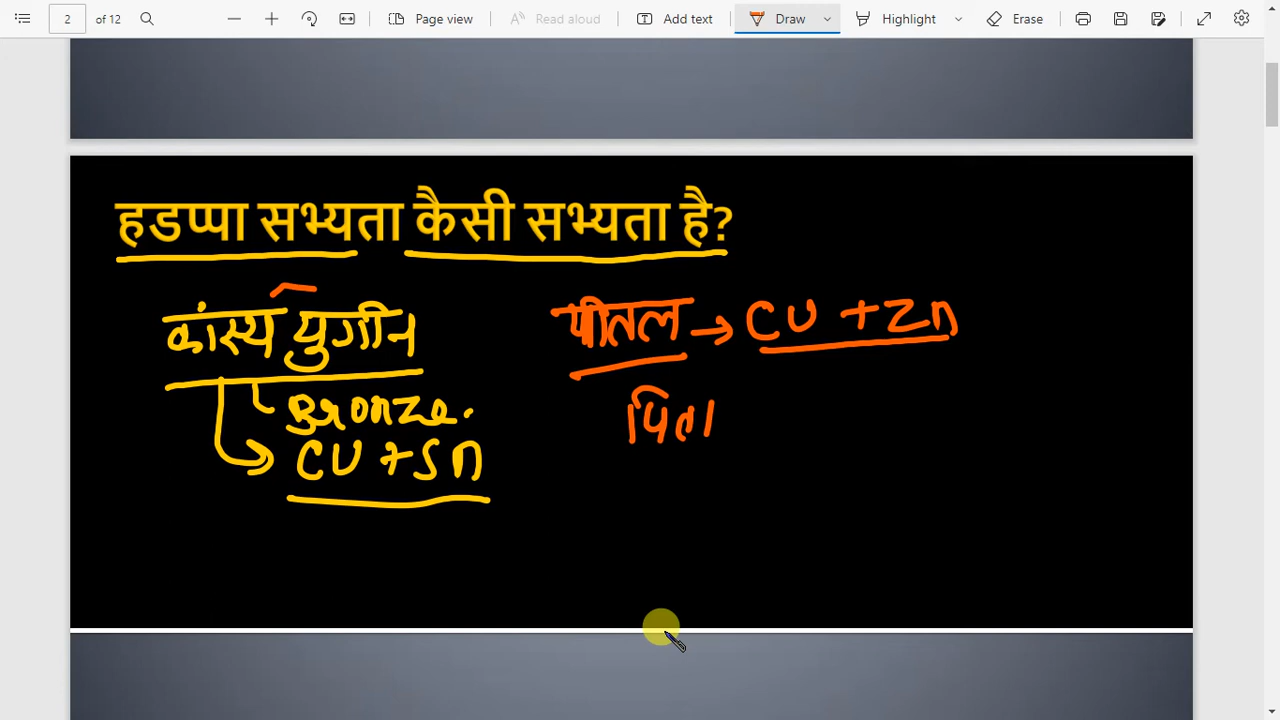 2 of 12 Page view Read aloud Add text Draw Highlight Erase
हडप्पा सभ्यता कैसी सभ्यता है?
कांस्य युगीन
Bronze.
CU + Sn
पीतल → CU + Zn